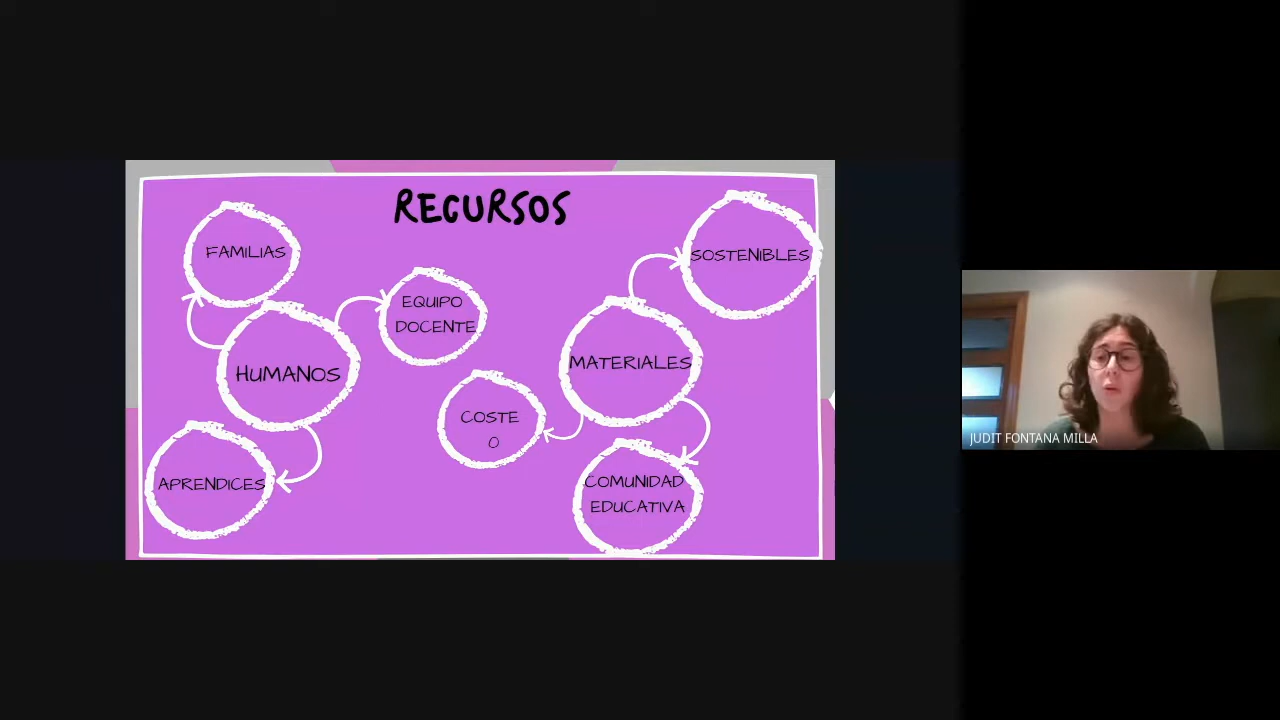 RECURSOS
FAMILIAS
EQUIPO
DOCENTE
HUMANOS
APRENDICES
SOSTENIBLES
MATERIALES
COSTE
0
COMUNIDAD
EDUCATIVA
JUDIT FONTANA MILLA